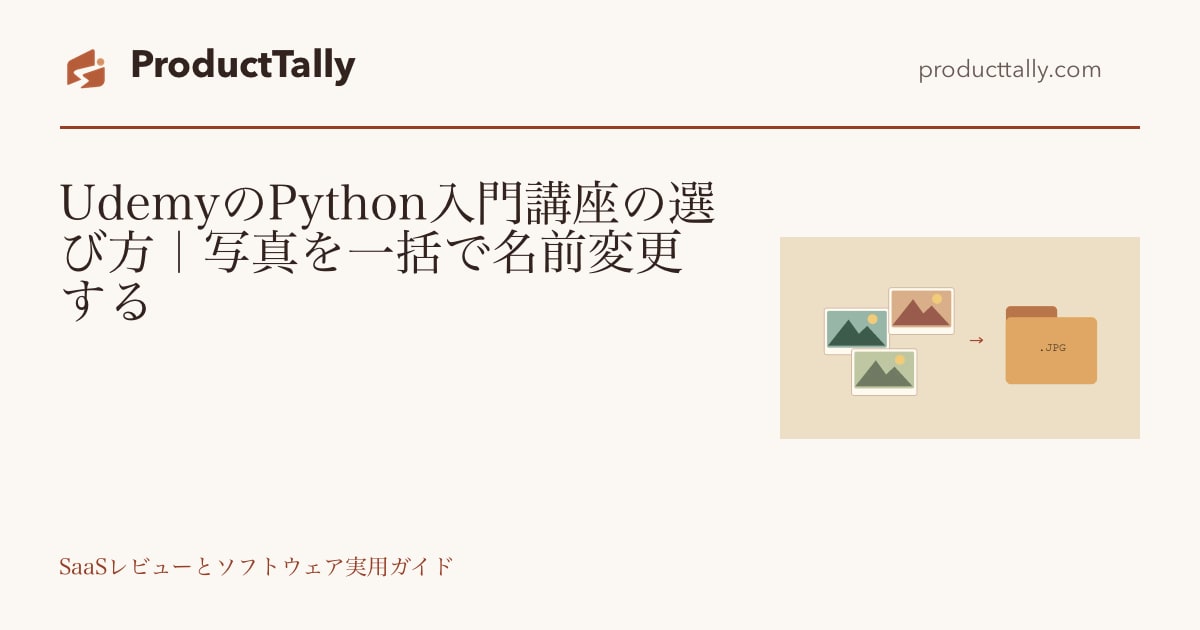 ProductTally
producttally.com
UdemyのPython入門講座の選
び方｜写真を一括で名前変更
する
→
.JPG
SaaSレビューとソフトウェア実用ガイド